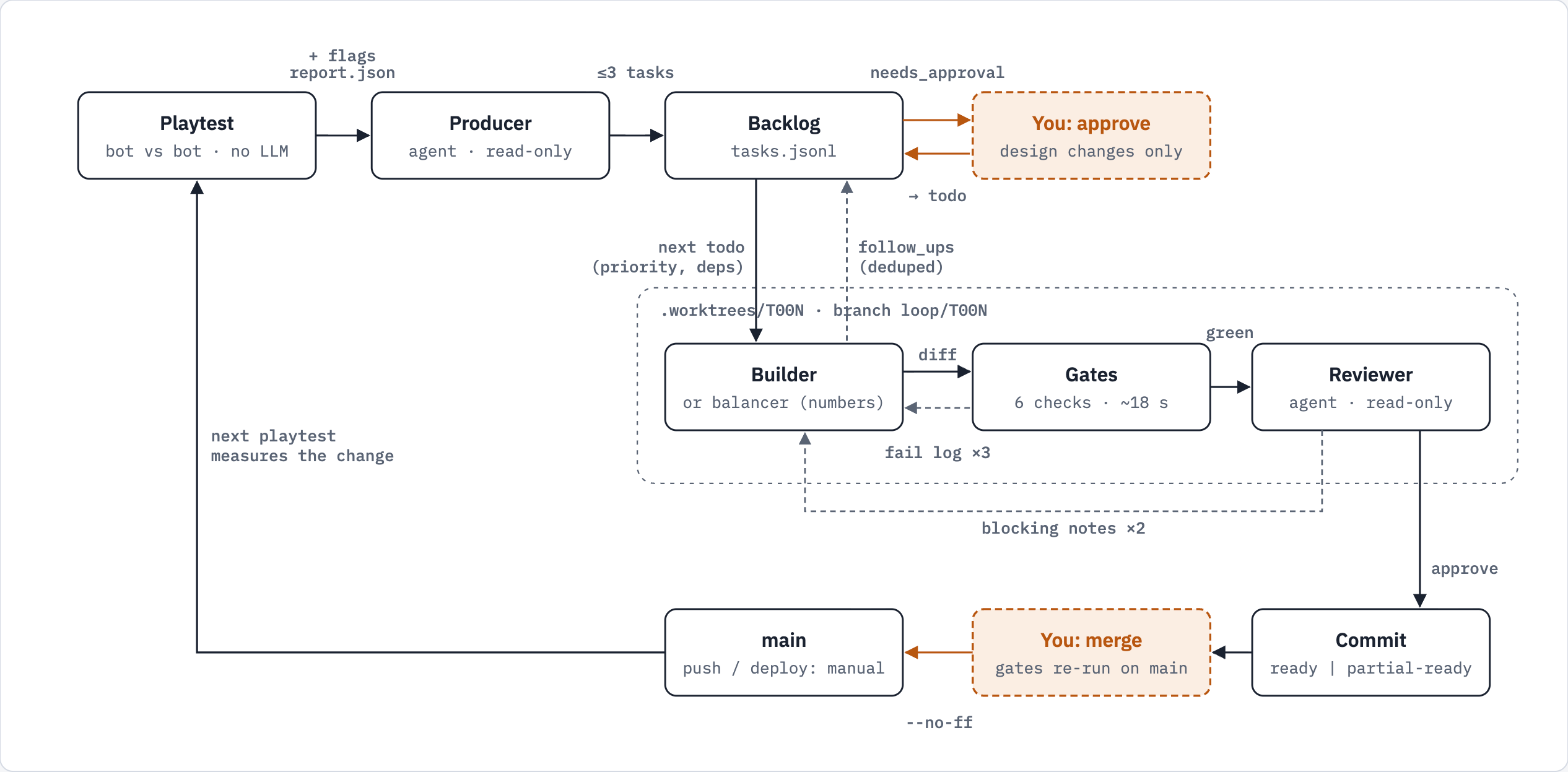 + flags
report.json
≤3 tasks
needs_approval
Playtest
bot vs bot · no LLM
Producer
agent · read-only
Backlog
tasks.jsonl
You: approve
design changes only
→ todo
next todo
(priority, deps)
follow_ups
(deduped)
.worktrees/T00N · branch loop/T00N
green
diff
Builder
or balancer (numbers)
Gates
6 checks · ~18 s
Reviewer
agent · read-only
next playtest
measures the change
fail log ×3
blocking notes ×2
approve
main
push / deploy: manual
You: merge
gates re-run on main
Commit
ready | partial-ready
--no-ff